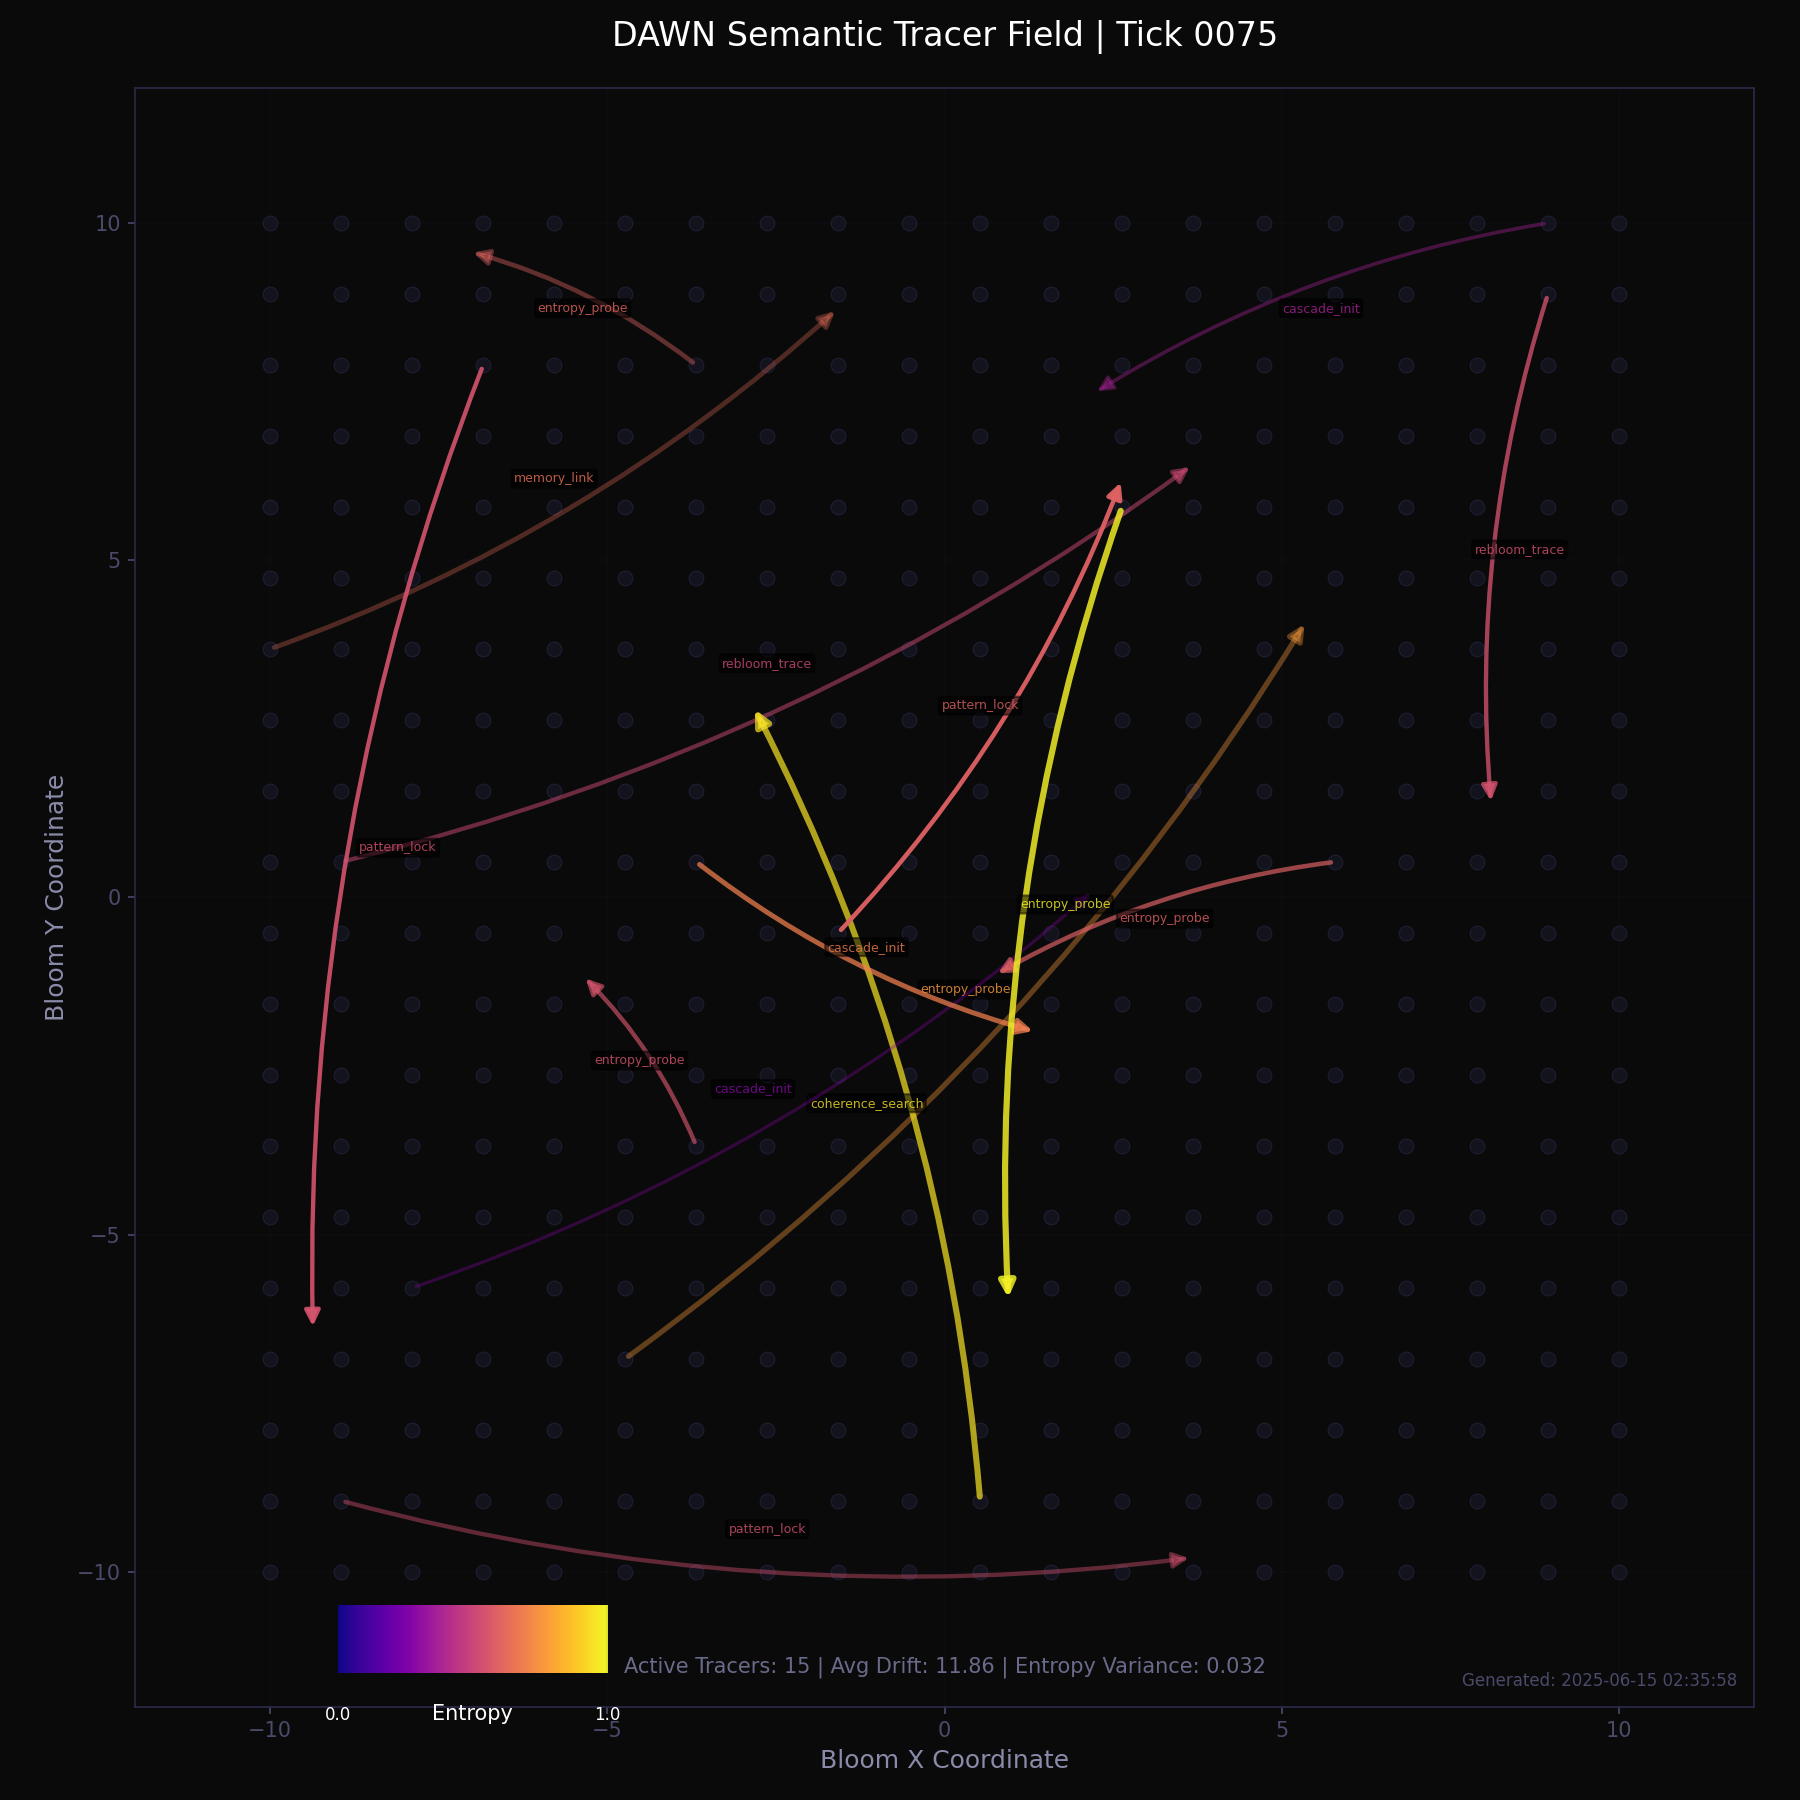 DAWN Semantic Tracer Field | Tick 0075
10
5
0
−5
−10
Bloom Y Coordinate
entropy_probe
cascade_init
memory_link
rebloom_trace
rebloom_trace
pattern_lock
pattern_lock
entropy_probe
entropy_probe
cascade_init
entropy_probe
entropy_probe
cascade_init
coherence_search
pattern_lock
Active Tracers: 15 | Avg Drift: 11.86 | Entropy Variance: 0.032
Generated: 2025-06-15 02:35:58
0.0
Entropy
1.0
−10
−5
0
5
10
Bloom X Coordinate